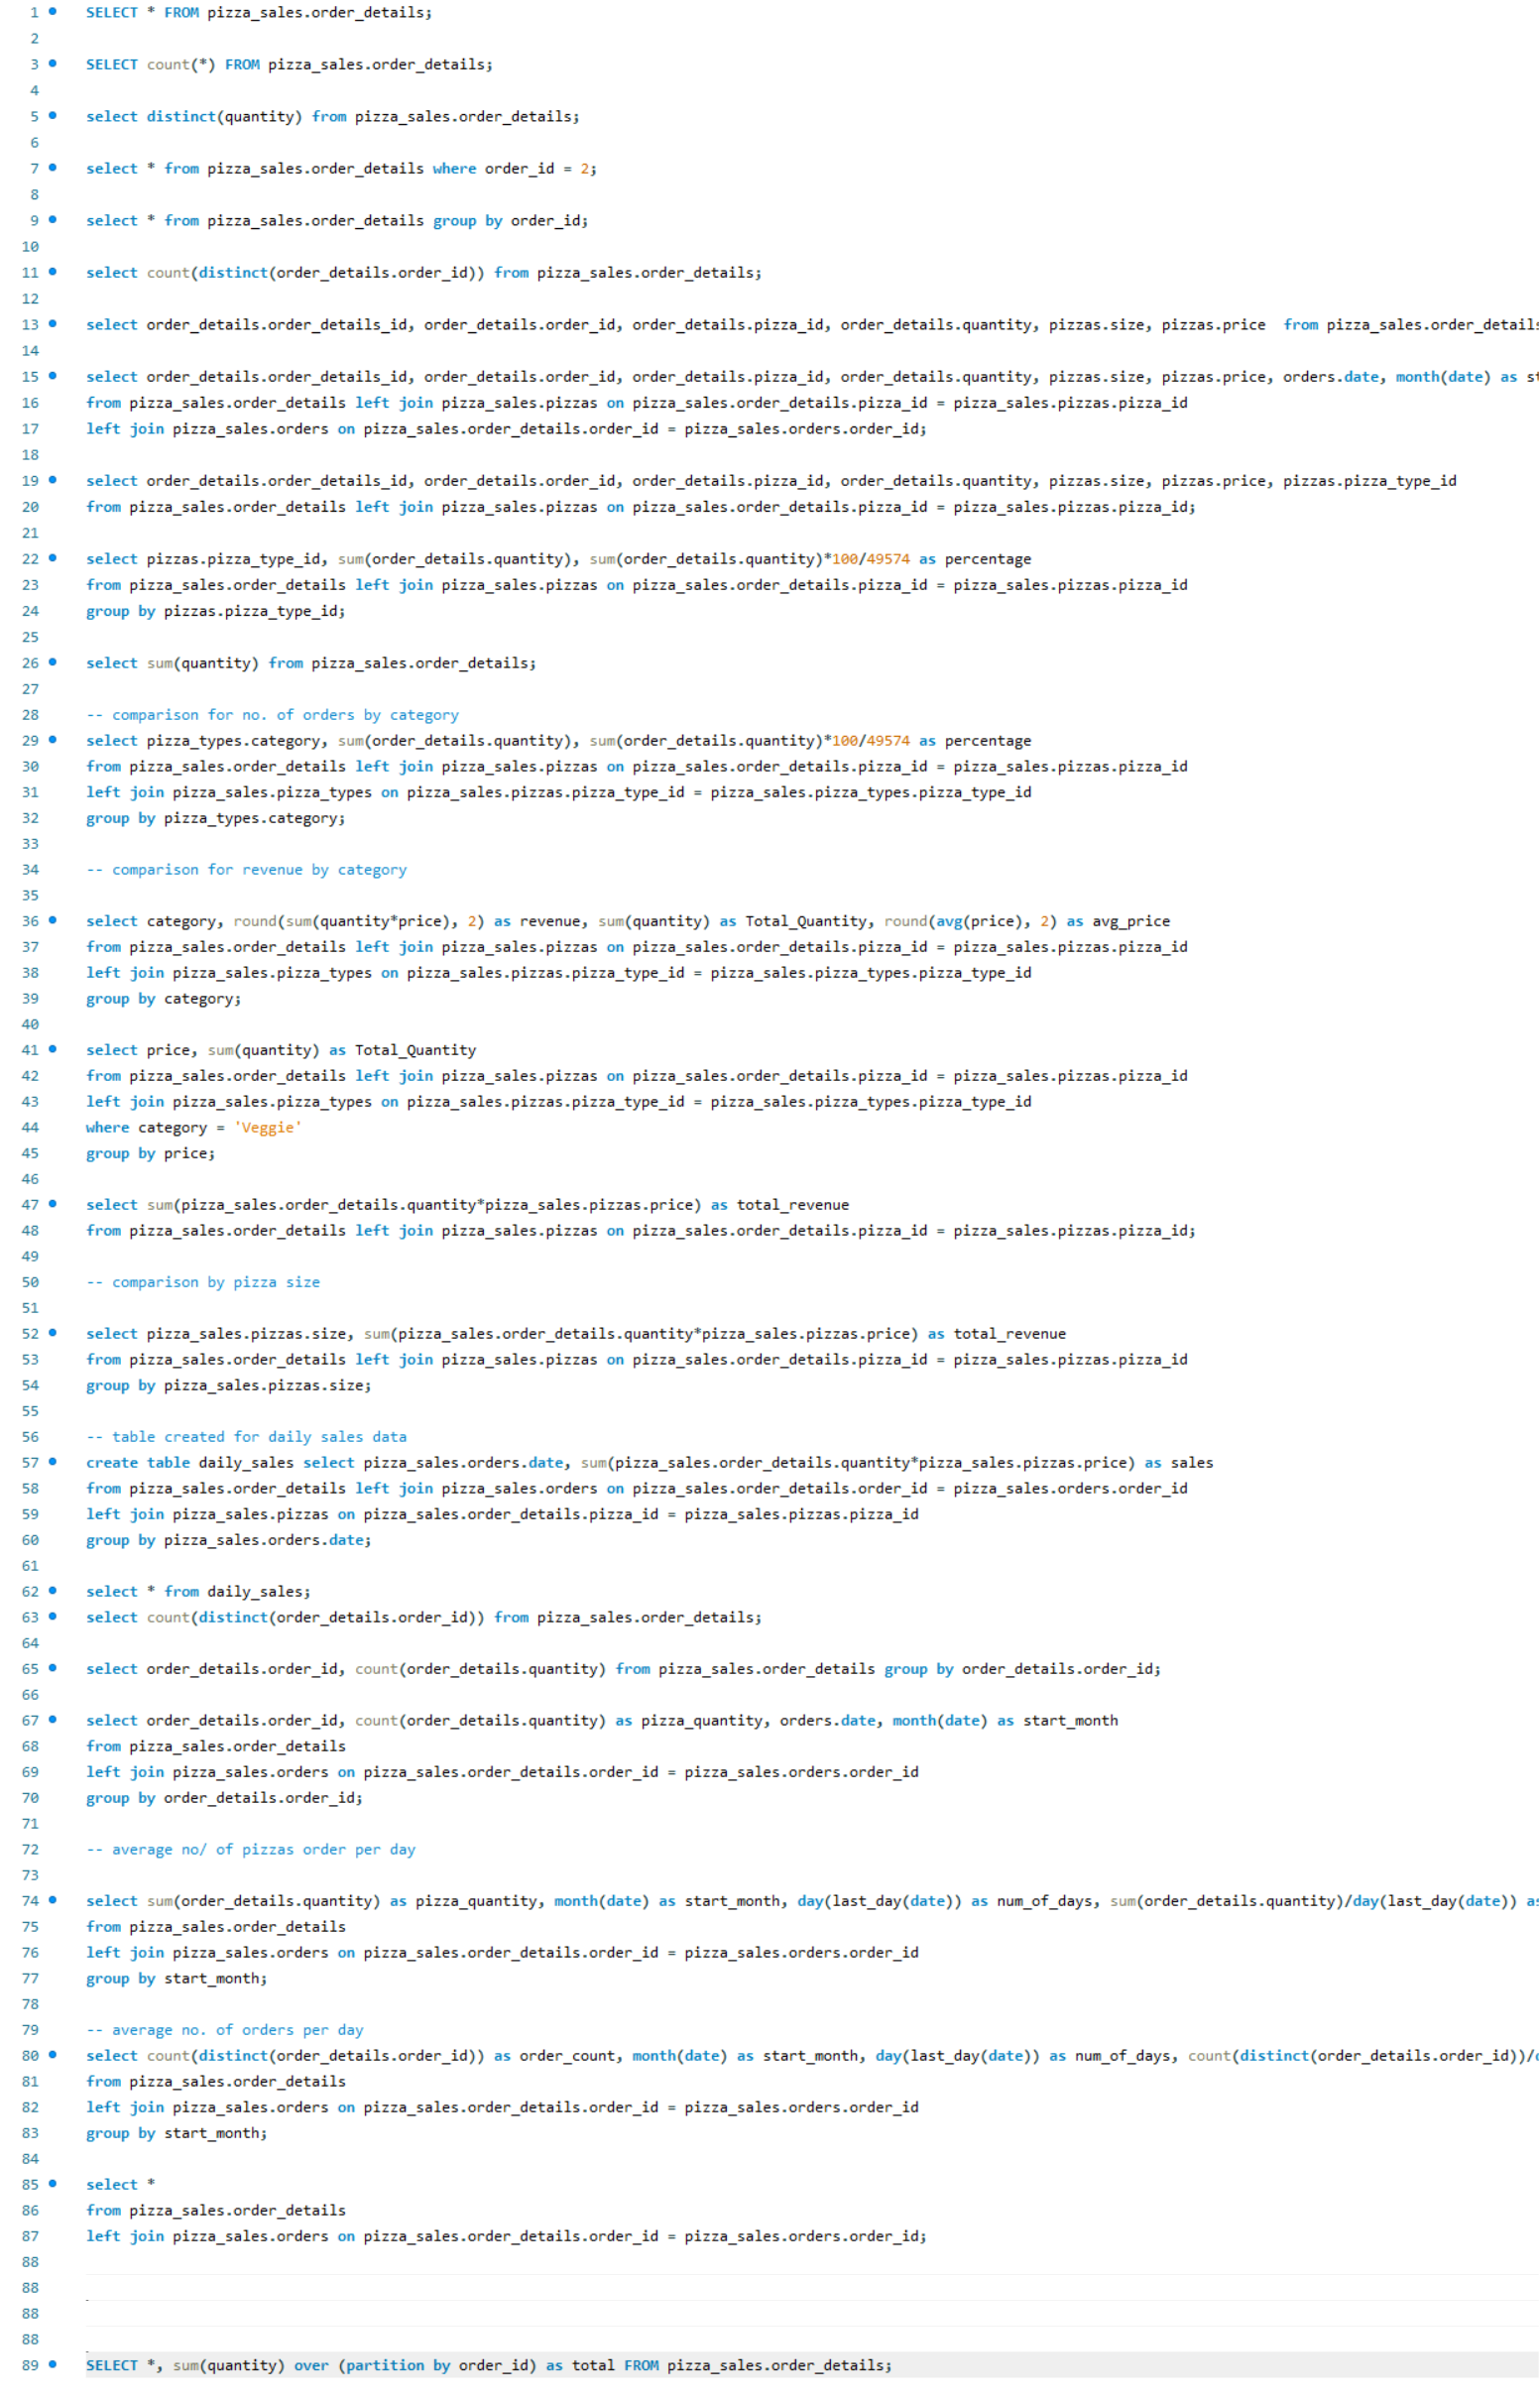 1 SELECT * FROM pizza_sales.order_details;
2
3 SELECT count(*) FROM pizza_sales.order_details;
4
5 select distinct(quantity) from pizza_sales.order_details;
6
7 select * from pizza_sales.order_details where order_id = 2;
8
9 select * from pizza_sales.order_details group by order_id;
10
11 select count(distinct(order_details.order_id)) from pizza_sales.order_details;
12
13 select order_details.order_details_id, order_details.order_id, order_details.pizza_id, order_details.quantity, pizzas.size, pizzas.price  from pizza_sales.order_details
14
15 select order_details.order_details_id, order_details.order_id, order_details.pizza_id, order_details.quantity, pizzas.size, pizzas.price, orders.date, month(date) as st
16 from pizza_sales.order_details left join pizza_sales.pizzas on pizza_sales.order_details.pizza_id = pizza_sales.pizzas.pizza_id
17 left join pizza_sales.orders on pizza_sales.order_details.order_id = pizza_sales.orders.order_id;
18
19 select order_details.order_details_id, order_details.order_id, order_details.pizza_id, order_details.quantity, pizzas.size, pizzas.price, pizzas.pizza_type_id
20 from pizza_sales.order_details left join pizza_sales.pizzas on pizza_sales.order_details.pizza_id = pizza_sales.pizzas.pizza_id;
21
22 select pizzas.pizza_type_id, sum(order_details.quantity), sum(order_details.quantity)*100/49574 as percentage
23 from pizza_sales.order_details left join pizza_sales.pizzas on pizza_sales.order_details.pizza_id = pizza_sales.pizzas.pizza_id
24 group by pizzas.pizza_type_id;
25
26 select sum(quantity) from pizza_sales.order_details;
27
28 -- comparison for no. of orders by category
29 select pizza_types.category, sum(order_details.quantity), sum(order_details.quantity)*100/49574 as percentage
30 from pizza_sales.order_details left join pizza_sales.pizzas on pizza_sales.order_details.pizza_id = pizza_sales.pizzas.pizza_id
31 left join pizza_sales.pizza_types on pizza_sales.pizzas.pizza_type_id = pizza_sales.pizza_types.pizza_type_id
32 group by pizza_types.category;
33
34 -- comparison for revenue by category
35
36 select category, round(sum(quantity*price), 2) as revenue, sum(quantity) as Total_Quantity, round(avg(price), 2) as avg_price
37 from pizza_sales.order_details left join pizza_sales.pizzas on pizza_sales.order_details.pizza_id = pizza_sales.pizzas.pizza_id
38 left join pizza_sales.pizza_types on pizza_sales.pizzas.pizza_type_id = pizza_sales.pizza_types.pizza_type_id
39 group by category;
40
41 select price, sum(quantity) as Total_Quantity
42 from pizza_sales.order_details left join pizza_sales.pizzas on pizza_sales.order_details.pizza_id = pizza_sales.pizzas.pizza_id
43 left join pizza_sales.pizza_types on pizza_sales.pizzas.pizza_type_id = pizza_sales.pizza_types.pizza_type_id
44 where category = 'Veggie'
45 group by price;
46
47 select sum(pizza_sales.order_details.quantity*pizza_sales.pizzas.price) as total_revenue
48 from pizza_sales.order_details left join pizza_sales.pizzas on pizza_sales.order_details.pizza_id = pizza_sales.pizzas.pizza_id;
49
50 -- comparison by pizza size
51
52 select pizza_sales.pizzas.size, sum(pizza_sales.order_details.quantity*pizza_sales.pizzas.price) as total_revenue
53 from pizza_sales.order_details left join pizza_sales.pizzas on pizza_sales.order_details.pizza_id = pizza_sales.pizzas.pizza_id
54 group by pizza_sales.pizzas.size;
55
56 -- table created for daily sales data
57 create table daily_sales select pizza_sales.orders.date, sum(pizza_sales.order_details.quantity*pizza_sales.pizzas.price) as sales
58 from pizza_sales.order_details left join pizza_sales.orders on pizza_sales.order_details.order_id = pizza_sales.orders.order_id
59 left join pizza_sales.pizzas on pizza_sales.order_details.pizza_id = pizza_sales.pizzas.pizza_id
60 group by pizza_sales.orders.date;
61
62 select * from daily_sales;
63 select count(distinct(order_details.order_id)) from pizza_sales.order_details;
64
65 select order_details.order_id, count(order_details.quantity) from pizza_sales.order_details group by order_details.order_id;
66
67 select order_details.order_id, count(order_details.quantity) as pizza_quantity, orders.date, month(date) as start_month
68 from pizza_sales.order_details
69 left join pizza_sales.orders on pizza_sales.order_details.order_id = pizza_sales.orders.order_id
70 group by order_details.order_id;
71
72 -- average no/ of pizzas order per day
73
74 select sum(order_details.quantity) as pizza_quantity, month(date) as start_month, day(last_day(date)) as num_of_days, sum(order_details.quantity)/day(last_day(date)) as
75 from pizza_sales.order_details
76 left join pizza_sales.orders on pizza_sales.order_details.order_id = pizza_sales.orders.order_id
77 group by start_month;
78
79 -- average no. of orders per day
80 select count(distinct(order_details.order_id)) as order_count, month(date) as start_month, day(last_day(date)) as num_of_days, count(distinct(order_details.order_id))/
81 from pizza_sales.order_details
82 left join pizza_sales.orders on pizza_sales.order_details.order_id = pizza_sales.orders.order_id
83 group by start_month;
84
85 select *
86 from pizza_sales.order_details
87 left join pizza_sales.orders on pizza_sales.order_details.order_id = pizza_sales.orders.order_id;
88
88
88
88
89 SELECT *, sum(quantity) over (partition by order_id) as total FROM pizza_sales.order_details;